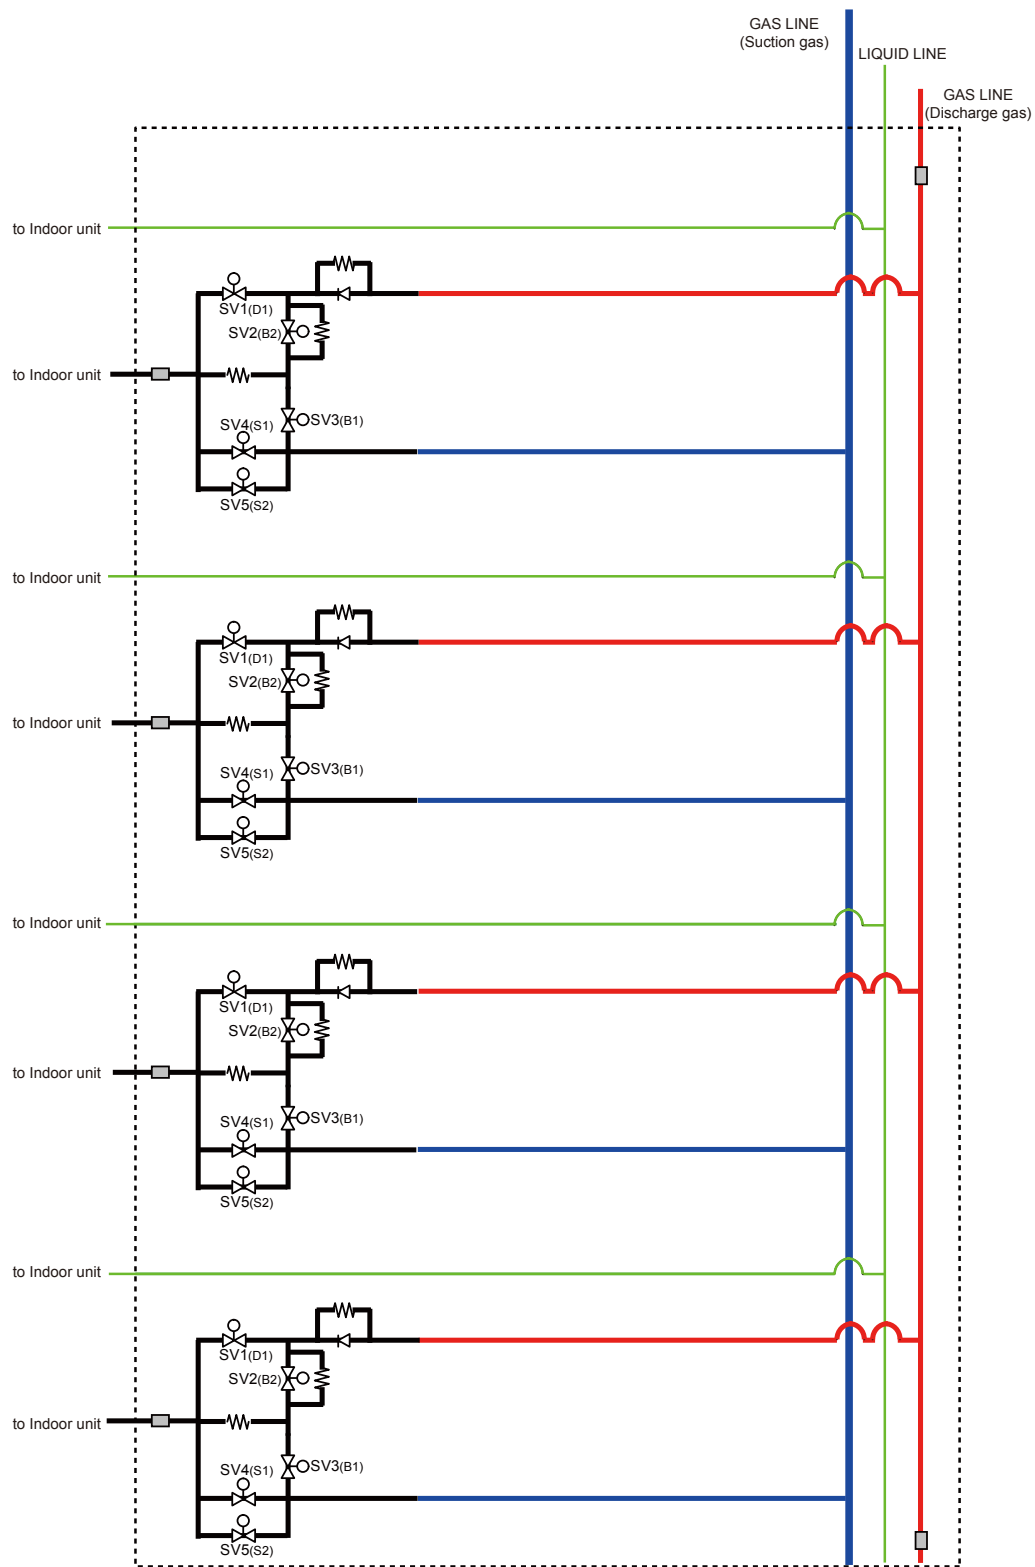 GAS LINE
(Suction gas)
LIQUID LINE
GAS LINE
(Discharge gas)
to Indoor unit
SV1(D1)
SV2(B2)
to Indoor unit
SV4(S1)
SV3(B1)
SV5(S2)
to Indoor unit
SV1(D1)
SV2(B2)
to Indoor unit
SV4(S1)
SV3(B1)
SV5(S2)
to Indoor unit
SV1(D1)
SV2(B2)
to Indoor unit
SV4(S1)
SV3(B1)
SV5(S2)
to Indoor unit
SV1(D1)
SV2(B2)
to Indoor unit
SV4(S1)
SV3(B1)
SV5(S2)